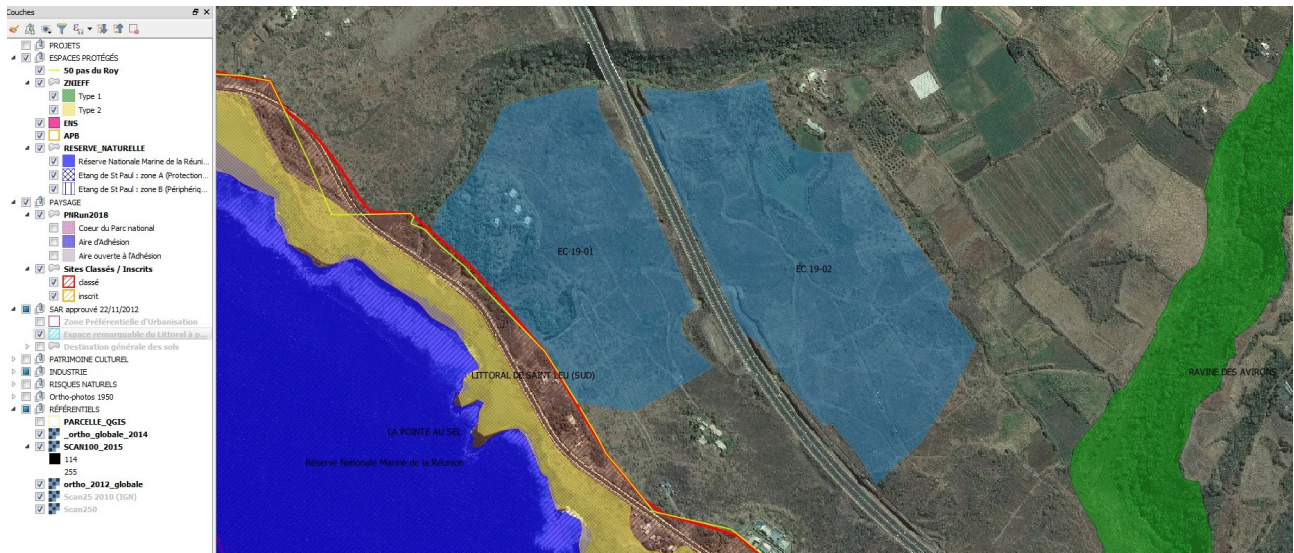 Couches
PROJETS
ESPACES PROTÉGÉS
50 pas du Roy
ZNIEFF
Type 1
Type 2
ENS
APB
RESERVE_NATURELLE
Réserve Nationale Marine de la Réuni...
Etang de St Paul : zone A (Protection...
Etang de St Paul : zone B (Périphériq...
PAYSAGE
PNRun2018
Coeur du Parc national
Aire d'Adhésion
Aire ouverte à l'Adhésion
Sites Classés / Inscrits
classé
inscrit
SAR approuvé 22/11/2012
Zone Préférentielle d'Urbanisation
Espace remarquable du Littoral à p...
Destination générale des sols
PATRIMOINE CULTUREL
INDUSTRIE
RISQUES NATURELS
Ortho-photos 1950
RÉFÉRENTIELS
PARCELLE_QGIS
_ortho_globale_2014
SCAN100_2015
114
255
ortho_2012_globale
Scan25 2010 (IGN)
Scan250
EC 19-01
EC 19-02
LITTORAL DE SAINT LEU (SUD)
RAVINE DES AVIRONS
LA POINTE AU SEL
Réserve Nationale Marine de la Réunion